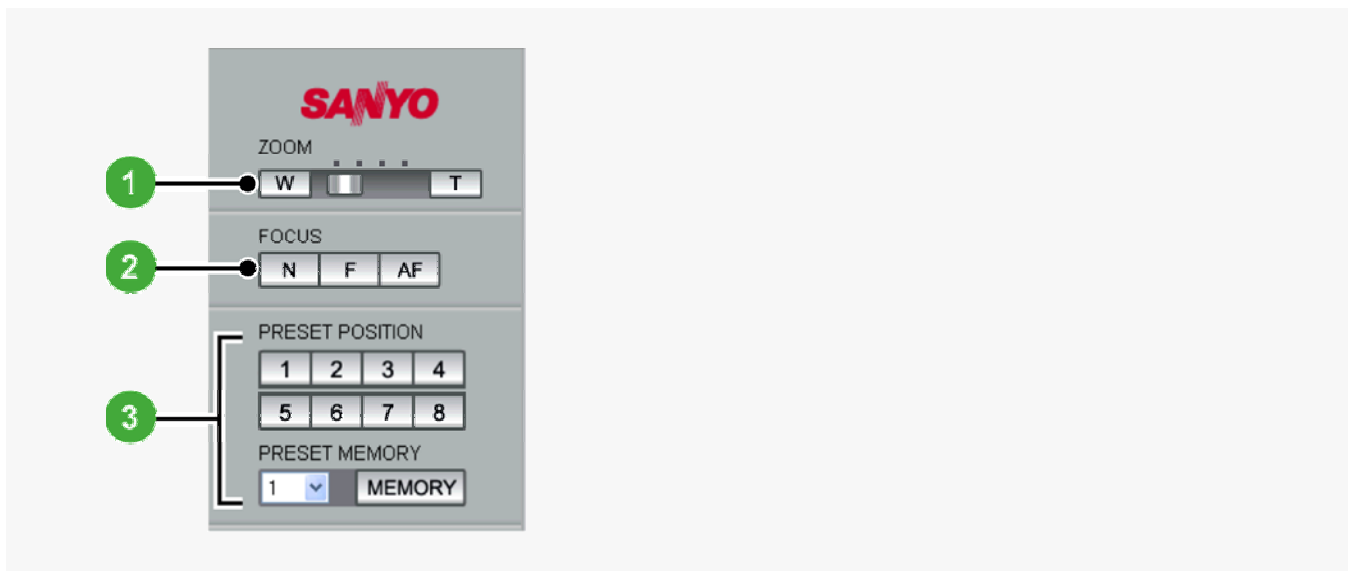 SANYO
ZOOM
1
W T
FOCUS
2
N F AF
PRESET POSITION
1 2 3 4
3
5 6 7 8
PRESET MEMORY
1 MEMORY